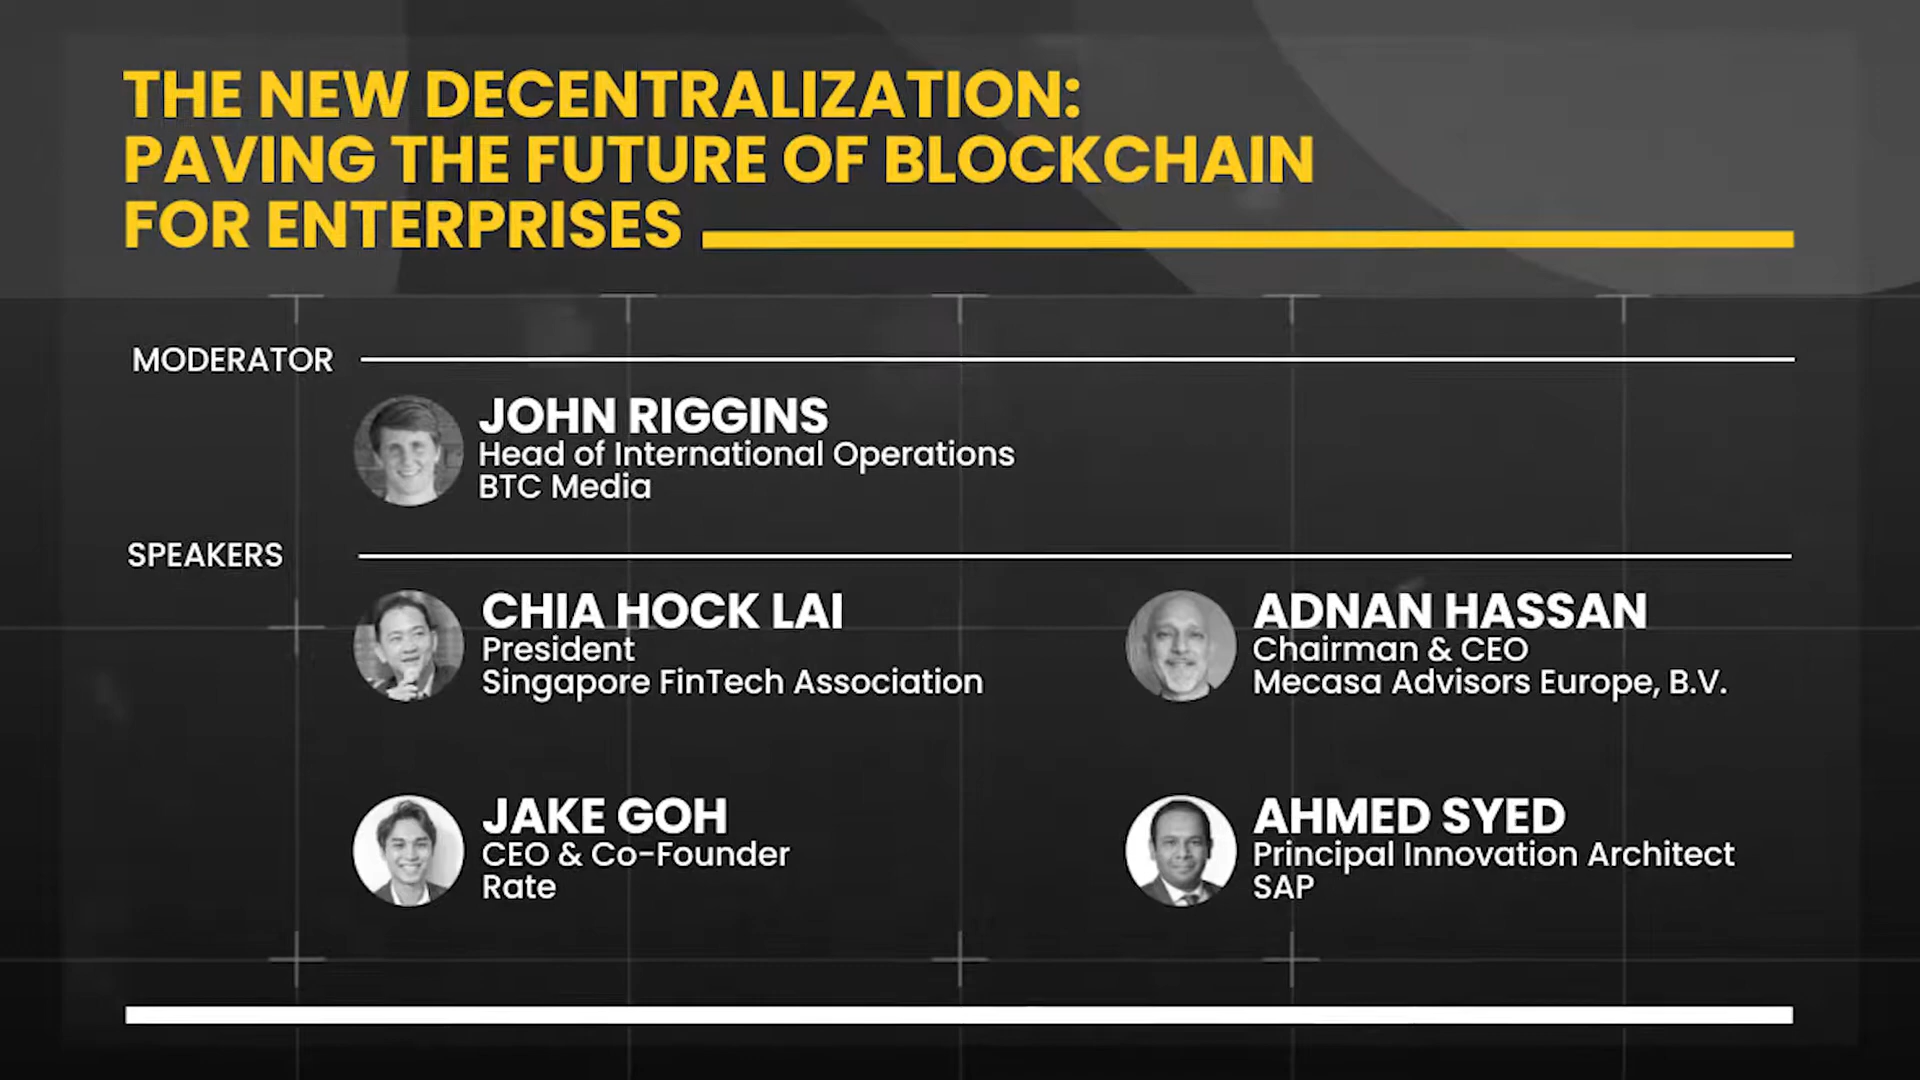 THE NEW DECENTRALIZATION:
PAVING THE FUTURE OF BLOCKCHAIN
FOR ENTERPRISES
MODERATOR
JOHN RIGGINS
Head of International Operations
BTC Media
SPEAKERS
CHIA HOCK LAI
President
Singapore FinTech Association
ADNAN HASSAN
Chairman & CEO
Mecasa Advisors Europe, B.V.
JAKE GOH
CEO & Co-Founder
Rate
AHMED SYED
Principal Innovation Architect
SAP